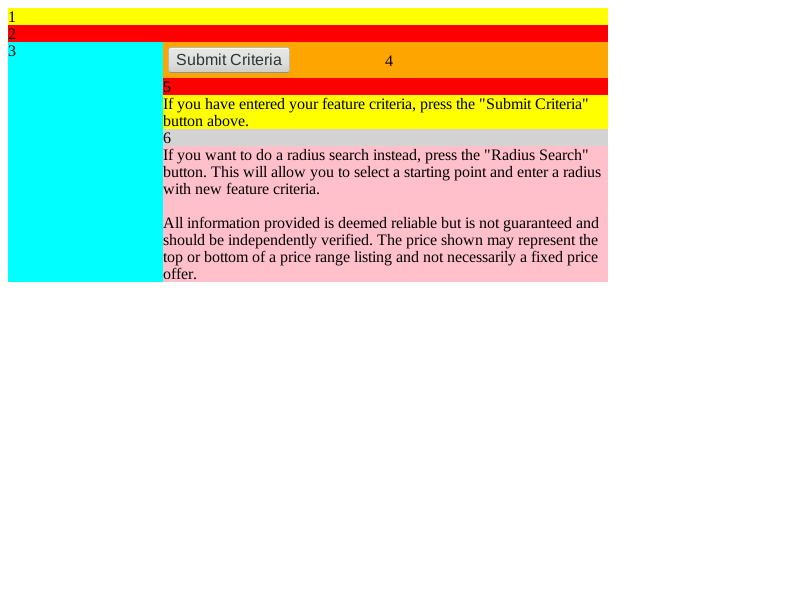 1
2
3
Submit Criteria 4
5
If you have entered your feature criteria, press the "Submit Criteria"
button above.
6
If you want to do a radius search instead, press the "Radius Search"
button. This will allow you to select a starting point and enter a radius
with new feature criteria.
All information provided is deemed reliable but is not guaranteed and
should be independently verified. The price shown may represent the
top or bottom of a price range listing and not necessarily a fixed price
offer.